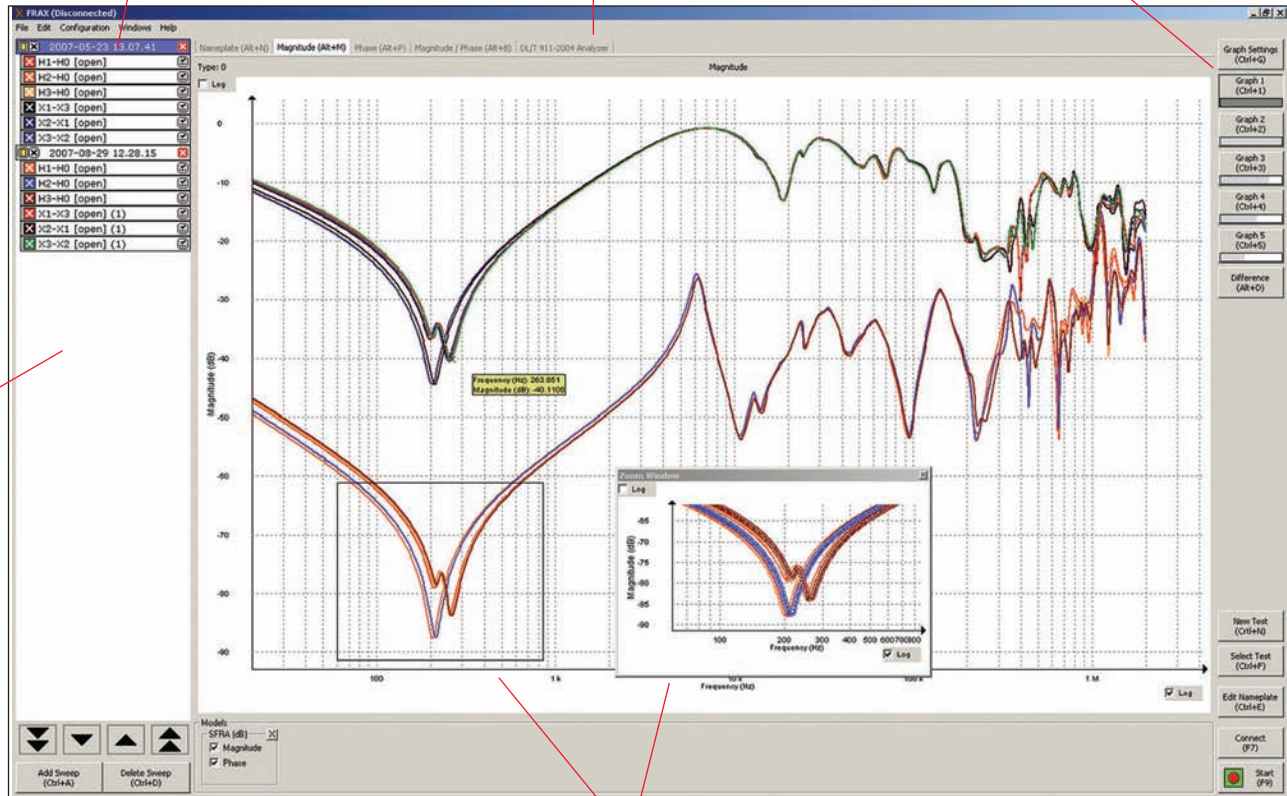 FRAX (Disconnected)
File Edit Configuration Windows Help
2007-05-23 13.07.41
H1-H0 [open]
H2-H0 [open]
H3-H0 [open]
X1-X3 [open]
X2-X1 [open]
X3-X2 [open]
2007-08-29 12.28.15
H1-H0 [open]
H2-H0 [open]
H3-H0 [open]
X1-X3 [open] (1)
X2-X1 [open] (1)
X3-X2 [open] (1)
Add Sweep
(Ctrl+A)
Delete Sweep
(Ctrl+D)
Nameplate (Alt+N) Magnitude (Alt+M) Phase (Alt+P) Magnitude / Phase (Alt+B) DL/T 911-2004 Analyzer
Type: 0
Magnitude
Log
0
-10
-20
-30
-40
-50
-60
-70
-80
-90
Magnitude (dB)
Frequency (Hz): 263.051
Magnitude (dB): -40.1106
100
1 k
10 k
100 k
1 M
Frequency (Hz)
Log
Zoom Window
Log
-65
-70
-75
-80
-85
-90
Magnitude (dB)
100 200 300 400 500 600 700 800
Frequency (Hz)
Log
Models
SFRA (dB) X
Magnitude
Phase
Graph Settings
(Ctrl+G)
Graph 1
(Ctrl+1)
Graph 2
(Ctrl+2)
Graph 3
(Ctrl+3)
Graph 4
(Ctrl+4)
Graph 5
(Ctrl+5)
Difference
(Alt+D)
New Test
(Crtl+N)
Select Test
(Ctrl+F)
Edit Nameplate
(Ctrl+E)
Connect
(F7)
Start
(F9)